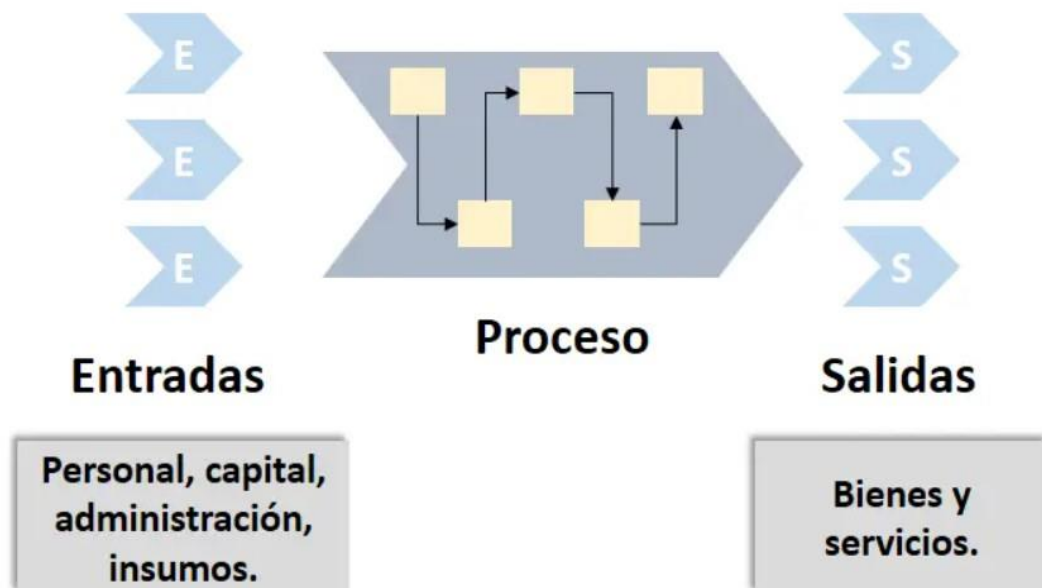 E
S
E
S
E
S
Proceso
Entradas
Salidas
Personal, capital,
administración,
insumos.
Bienes y
servicios.